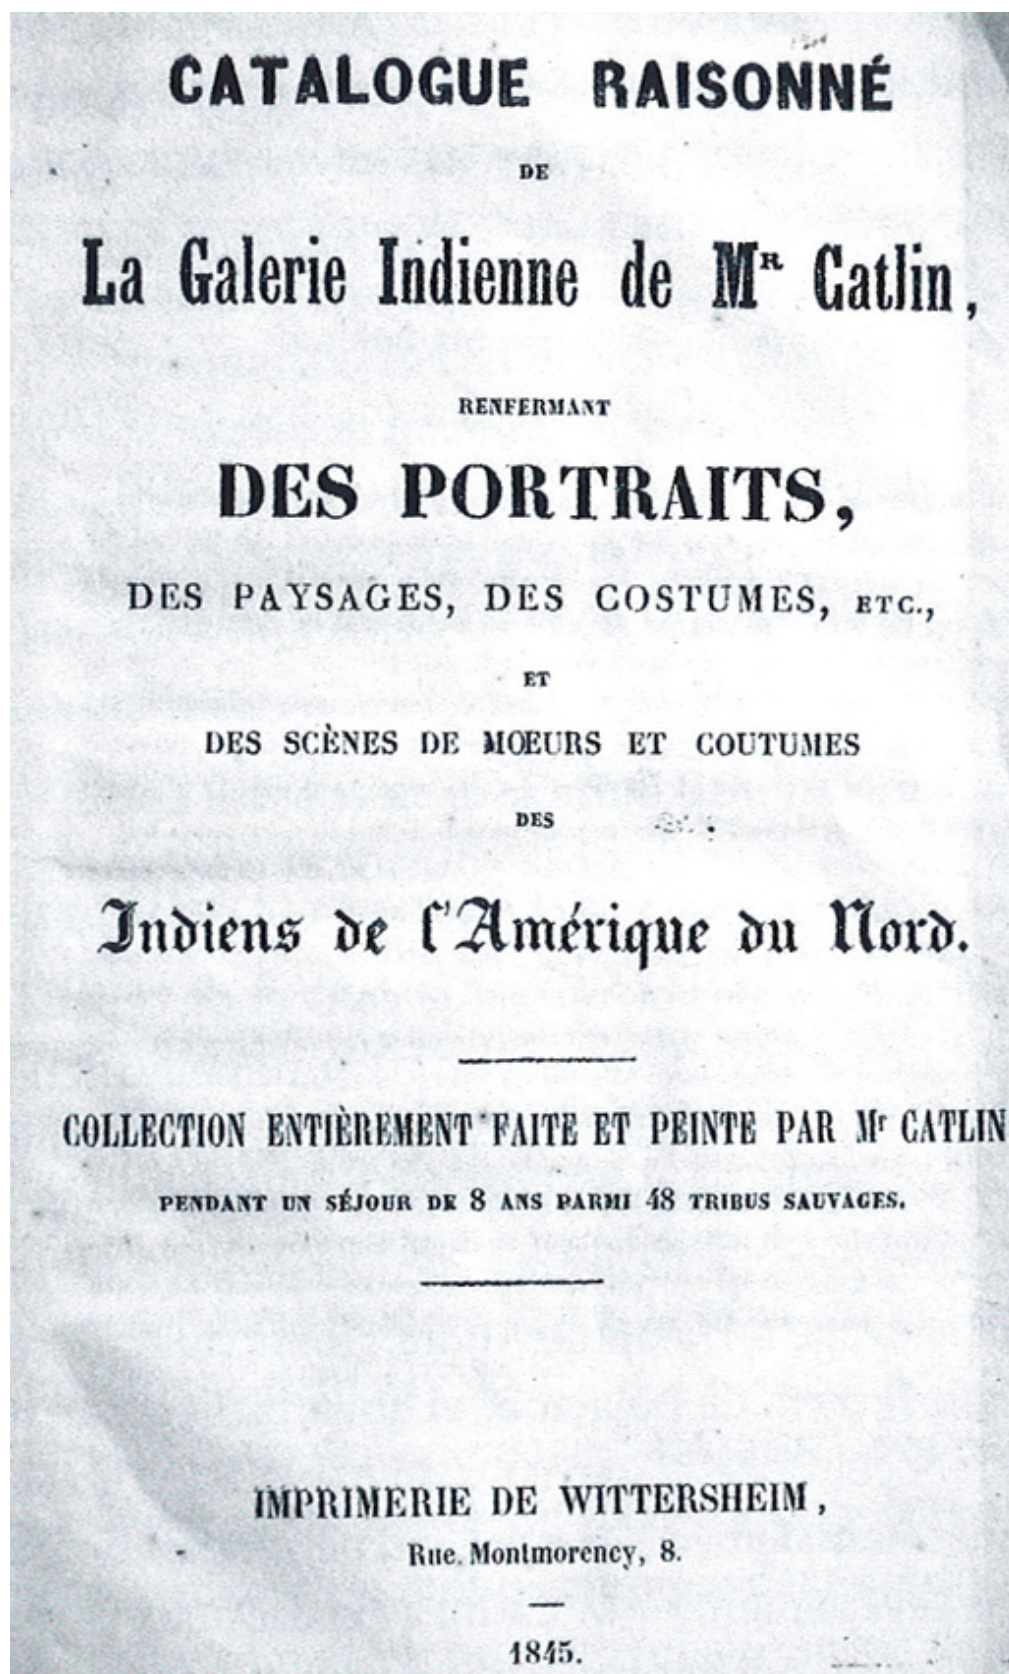 CATALOGUE RAISONNÉ
DE
La Galerie Indienne de Mᴿ Catlin,
RENFERMANT
DES PORTRAITS,
DES PAYSAGES, DES COSTUMES, ETC.,
ET
DES SCÈNES DE MŒURS ET COUTUMES
DES
Indiens de l'Amérique du Nord.
COLLECTION ENTIÈREMENT FAITE ET PEINTE PAR Mʳ CATLIN
PENDANT UN SÉJOUR DE 8 ANS PARMI 48 TRIBUS SAUVAGES.
IMPRIMERIE DE WITTERSHEIM,
Rue Montmorency, 8.
1845.